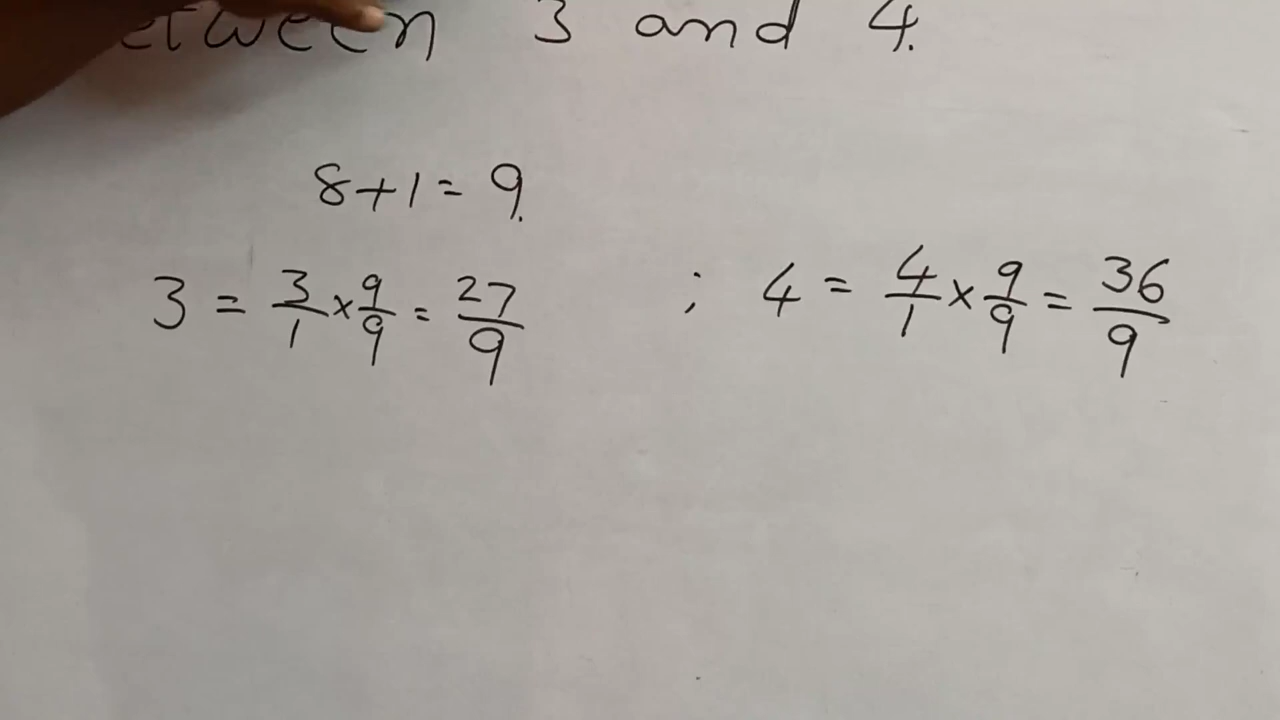 etween 3 and 4.
8+1=9.
3 = 3/1 × 9/9 = 27/9 ; 4 = 4/1 × 9/9 = 36/9